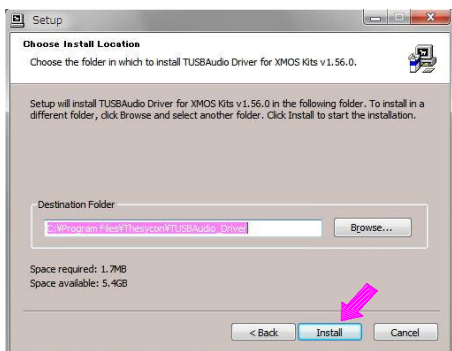 Setup
Choose Install Location
Choose the folder in which to install TUSBAudio Driver for XMOS Kits v1.56.0.
Setup will install TUSBAudio Driver for XMOS Kits v1.56.0 in the following folder. To install in a
different folder, click Browse and select another folder. Click Install to start the installation.
Destination Folder
C:¥Program Files¥Thesycon¥TUSBAudio_Driver
Browse...
Space required: 1.7MB
Space available: 5.4GB
< Back
Install
Cancel